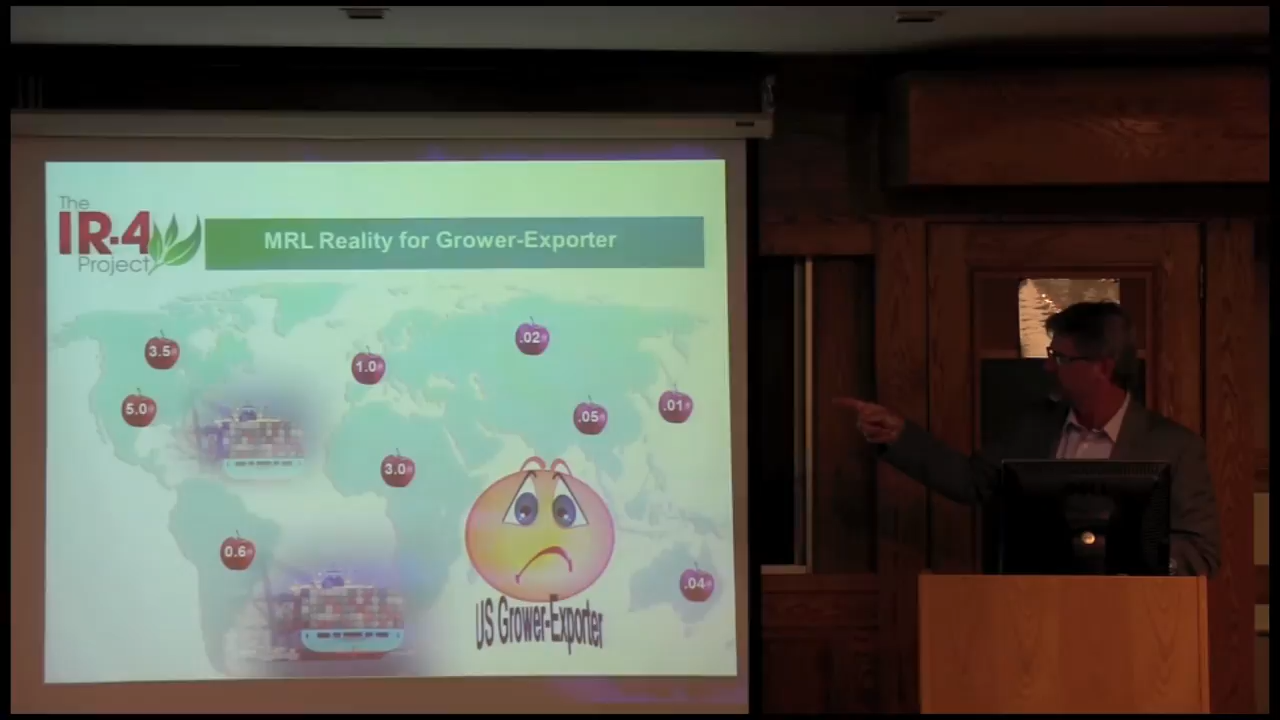 The
IR-4
Project
MRL Reality for Grower-Exporter
3.5
1.0
.02
5.0
.05
.01
3.0
0.6
.04
US Grower-Exporter